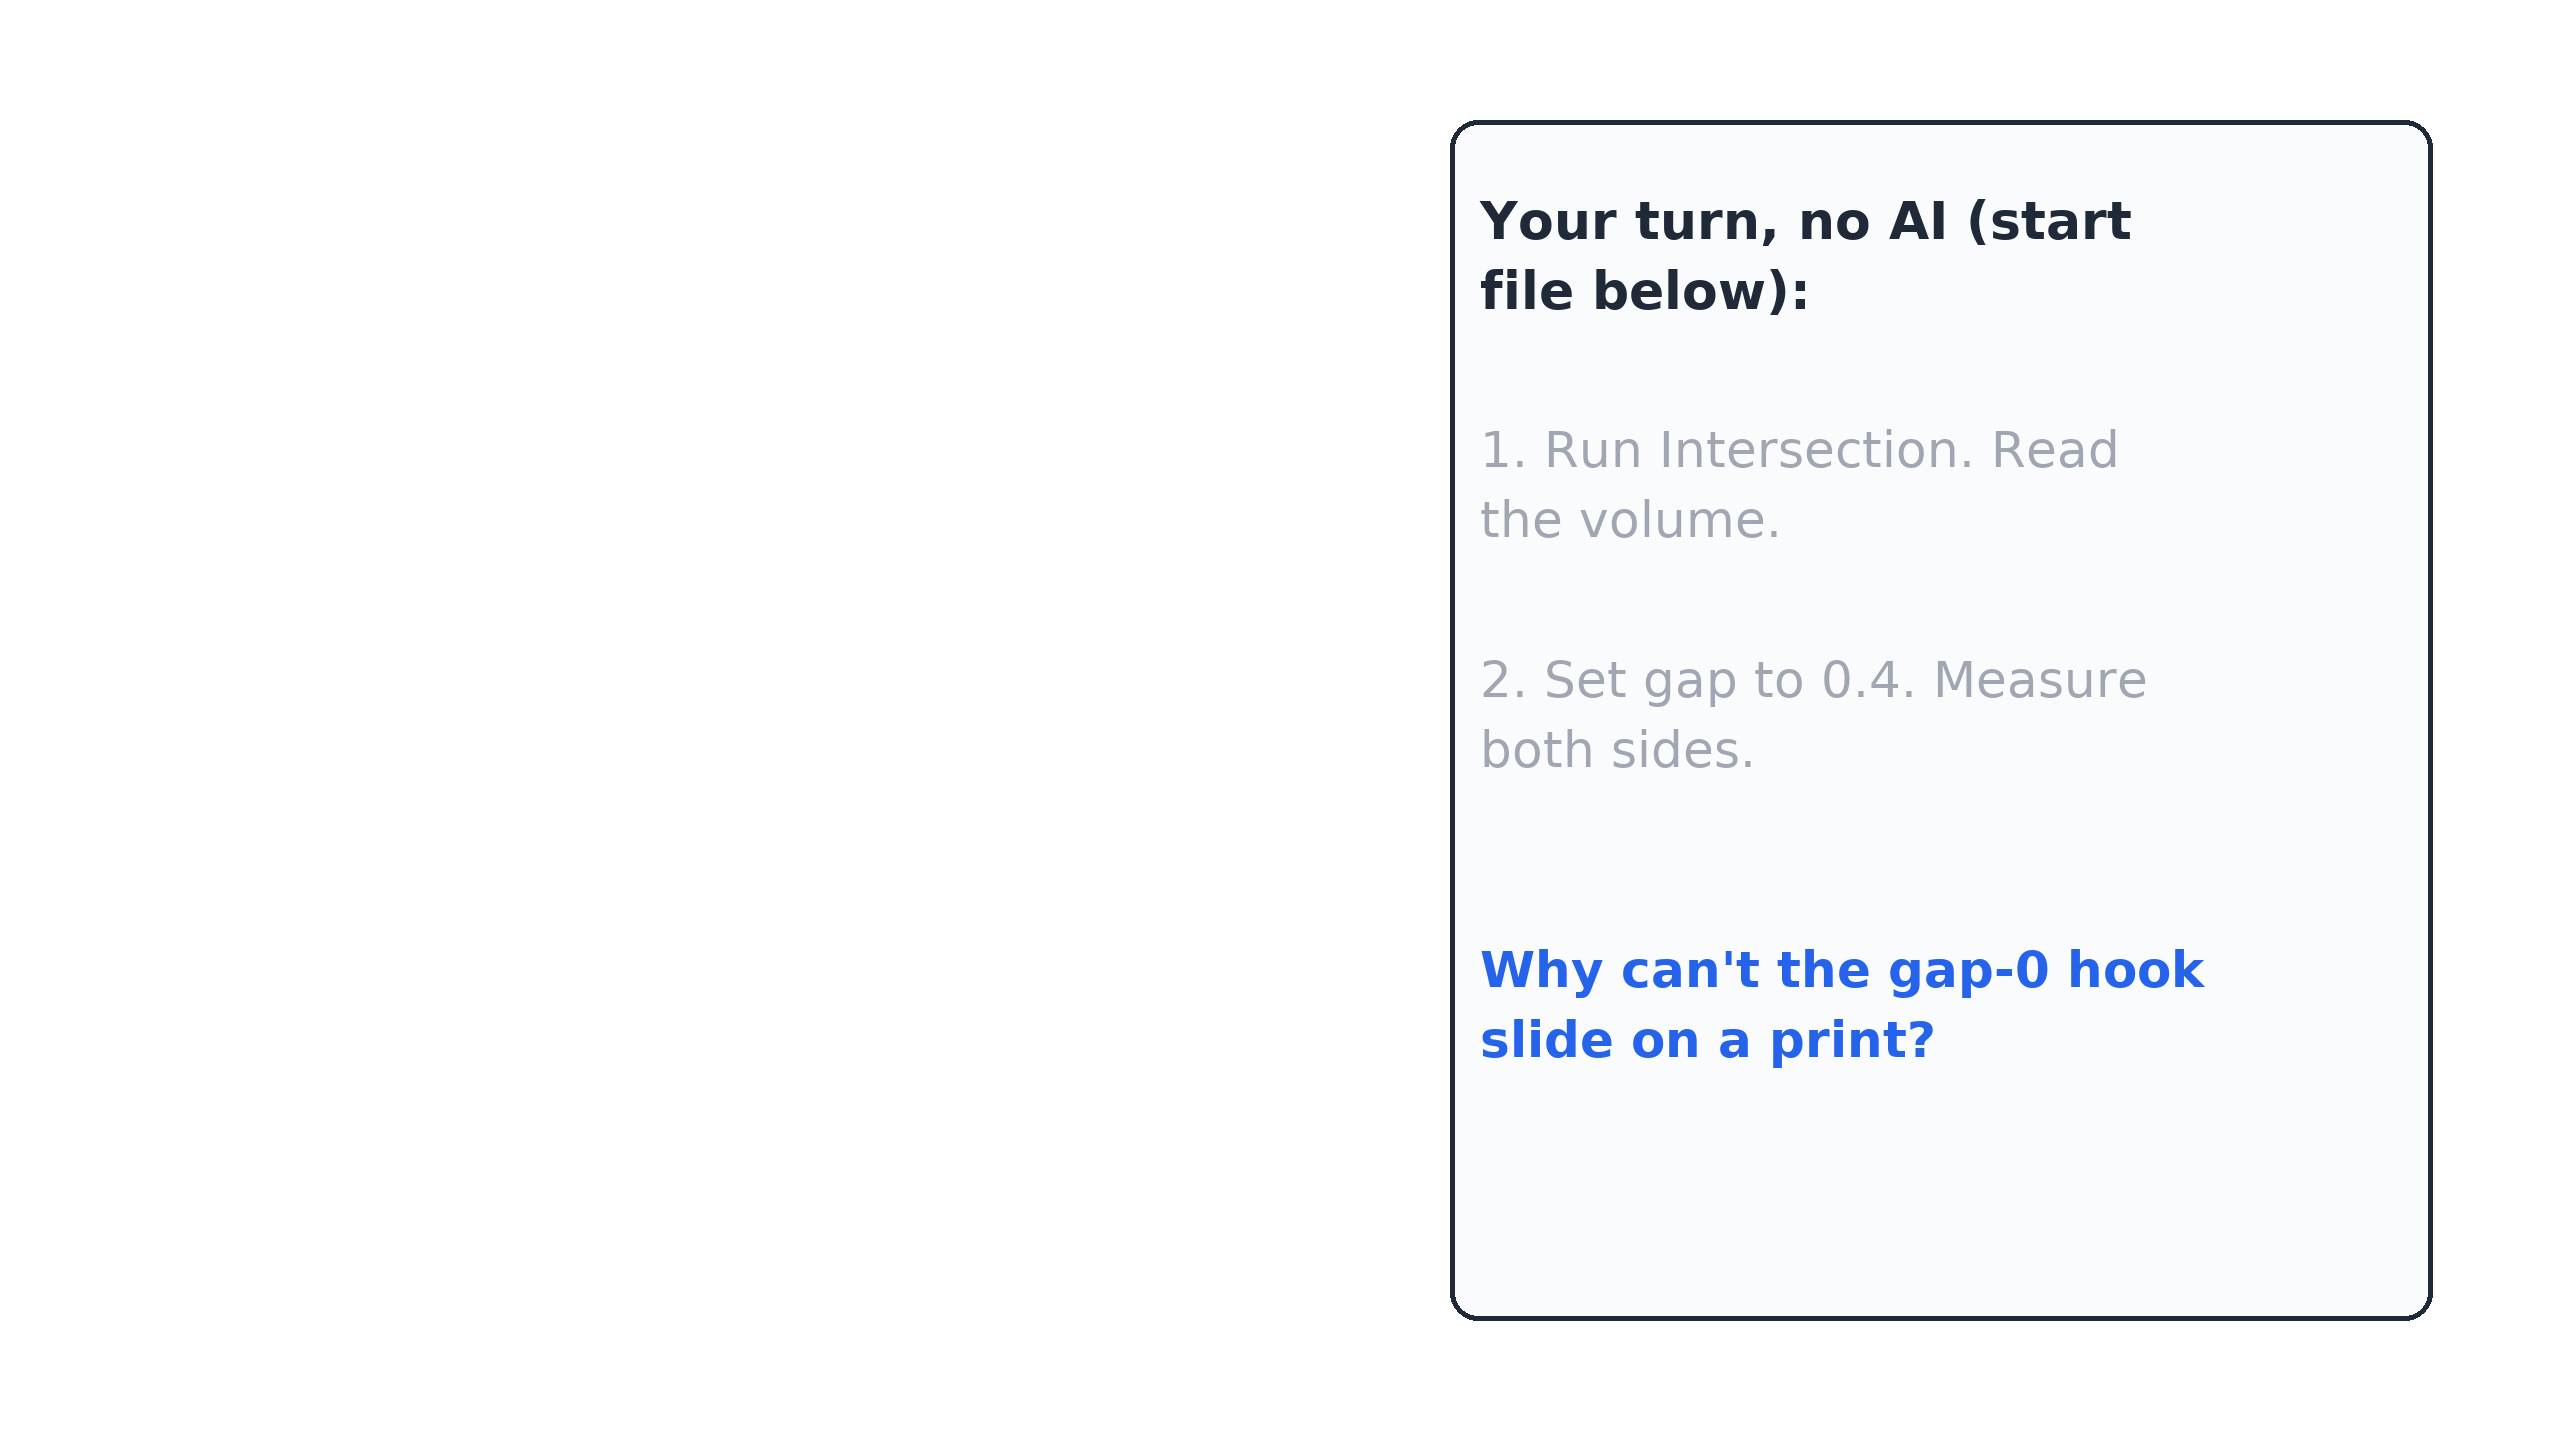 Your turn, no AI (start
file below):
1. Run Intersection. Read
the volume.
2. Set gap to 0.4. Measure
both sides.
Why can't the gap-0 hook
slide on a print?